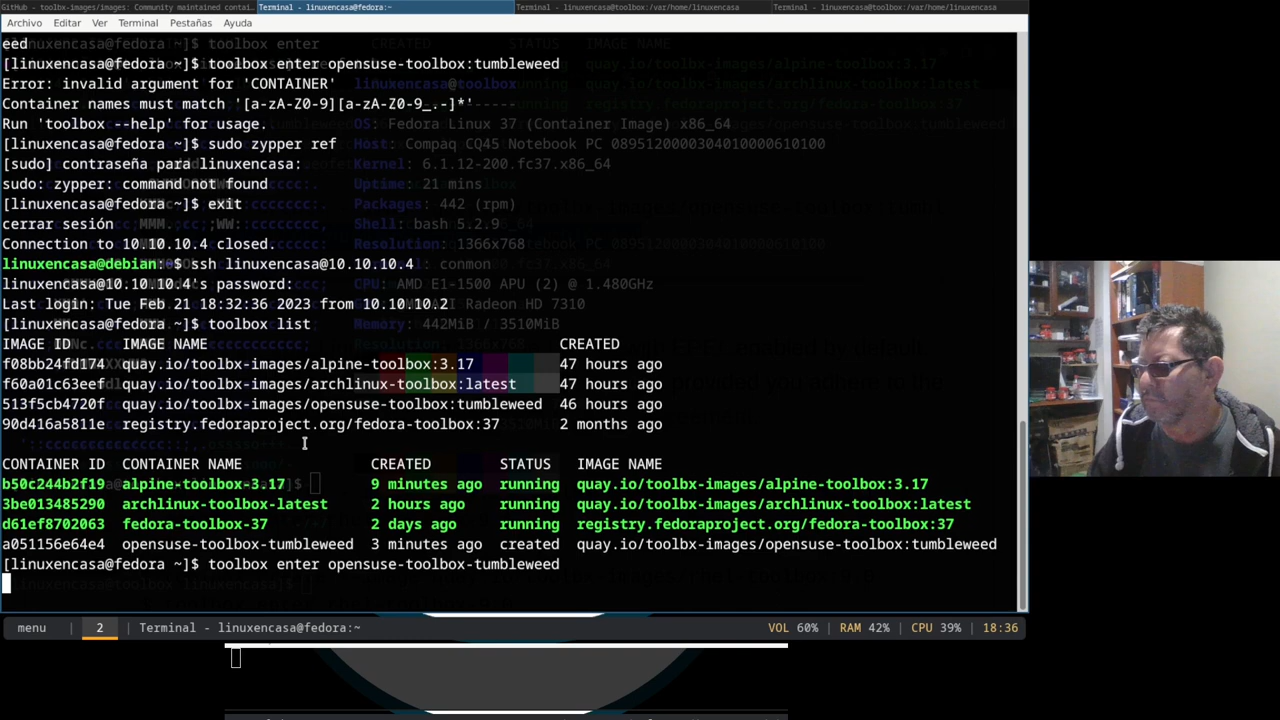 GitHub - toolbx-images/images: Community maintained contai... Terminal - linuxencasa@fedora:~ Terminal - linuxencasa@toolbox:/var/home/linuxencasa Terminal - linuxencasa@toolbox:/var/home/linuxencasa
Archivo Editar Ver Terminal Pestañas Ayuda
eed
[linuxencasa@fedora ~]$ toolbox enter
[linuxencasa@fedora ~]$ toolbox enter opensuse-toolbox:tumbleweed
Error: invalid argument for 'CONTAINER'
Container names must match '[a-zA-Z0-9][a-zA-Z0-9_.-]*'
Run 'toolbox --help' for usage.
[linuxencasa@fedora ~]$ sudo zypper ref
[sudo] contraseña para linuxencasa:
sudo: zypper: command not found
[linuxencasa@fedora ~]$ exit
cerrar sesión
Connection to 10.10.10.4 closed.
linuxencasa@debian:~$ ssh linuxencasa@10.10.10.4
linuxencasa@10.10.10.4's password:
Last login: Tue Feb 21 18:32:36 2023 from 10.10.10.2
[linuxencasa@fedora ~]$ toolbox list
IMAGE ID IMAGE NAME CREATED
f08bb24fd174 quay.io/toolbx-images/alpine-toolbox:3.17 47 hours ago
f60a01c63eef quay.io/toolbx-images/archlinux-toolbox:latest 47 hours ago
513f5cb4720f quay.io/toolbx-images/opensuse-toolbox:tumbleweed 46 hours ago
90d416a5811e registry.fedoraproject.org/fedora-toolbox:37 2 months ago
CONTAINER ID CONTAINER NAME CREATED STATUS IMAGE NAME
b50c244b2f19 alpine-toolbox-3.17 9 minutes ago running quay.io/toolbx-images/alpine-toolbox:3.17
3be013485290 archlinux-toolbox-latest 2 hours ago running quay.io/toolbx-images/archlinux-toolbox:latest
d61ef8702063 fedora-toolbox-37 2 days ago running registry.fedoraproject.org/fedora-toolbox:37
a051156e64e4 opensuse-toolbox-tumbleweed 3 minutes ago created quay.io/toolbx-images/opensuse-toolbox:tumbleweed
[linuxencasa@fedora ~]$ toolbox enter opensuse-toolbox-tumbleweed
linuxencasa@toolbox
OS: Fedora Linux 37 (Container Image) x86_64
Host: Compaq CQ45 Notebook PC 0895120000304010000610100
Kernel: 6.1.12-200.fc37.x86_64
Uptime: 21 mins
Packages: 442 (rpm)
Shell: bash 5.2.9
Resolution: 1366x768
: conmon
CPU: AMD E1-1500 APU (2) @ 1.480GHz
Radeon HD 7310
Memory: 442MiB / 3510MiB
menu | 2 | Terminal - linuxencasa@fedora:~ VOL 60% | RAM 42% | CPU 39% | 18:36